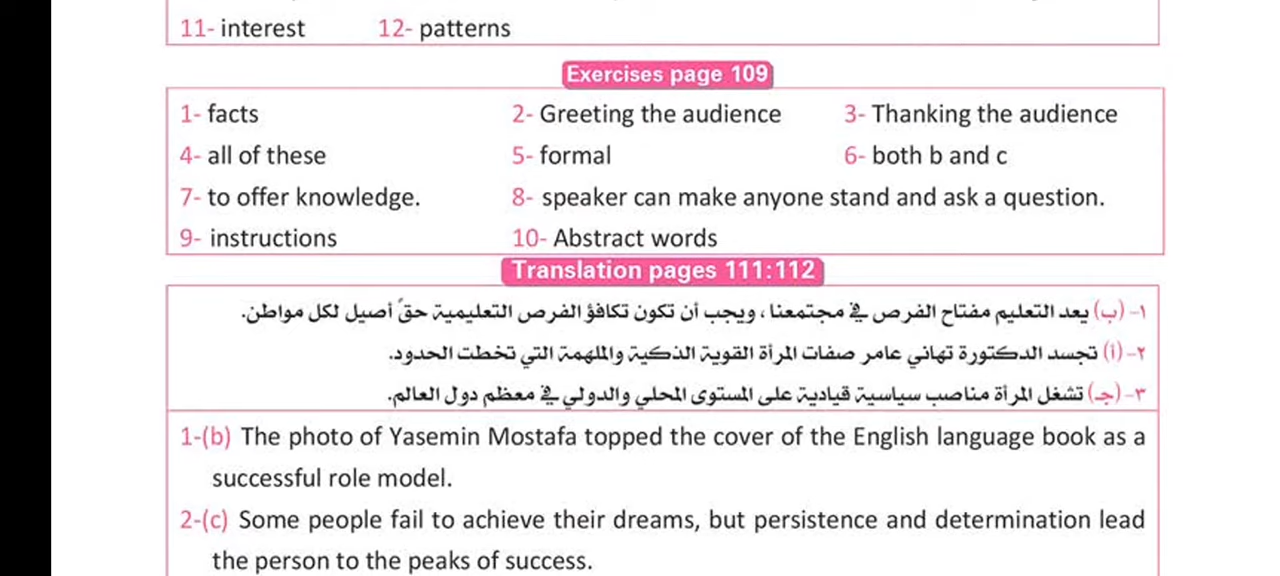 11- interest 12- patterns
Exercises page 109
1- facts 2- Greeting the audience 3- Thanking the audience
4- all of these 5- formal 6- both b and c
7- to offer knowledge. 8- speaker can make anyone stand and ask a question.
9- instructions 10- Abstract words
Translation pages 111:112
١- (ب) يعد التعليم مفتاح الفرص في مجتمعنا، ويجب أن تكون تكافؤ الفرص التعليمية حقً أصيل لكل مواطن.
٢- (أ) تجسد الدكتورة تهاني عامر صفات المرأة القوية الذكية والملهمة التي تخطت الحدود.
٣- (جـ) تشغل المرأة مناصب سياسية قيادية على المستوى المحلي والدولي في معظم دول العالم.
1-(b) The photo of Yasemin Mostafa topped the cover of the English language book as a
successful role model.
2-(c) Some people fail to achieve their dreams, but persistence and determination lead
the person to the peaks of success.